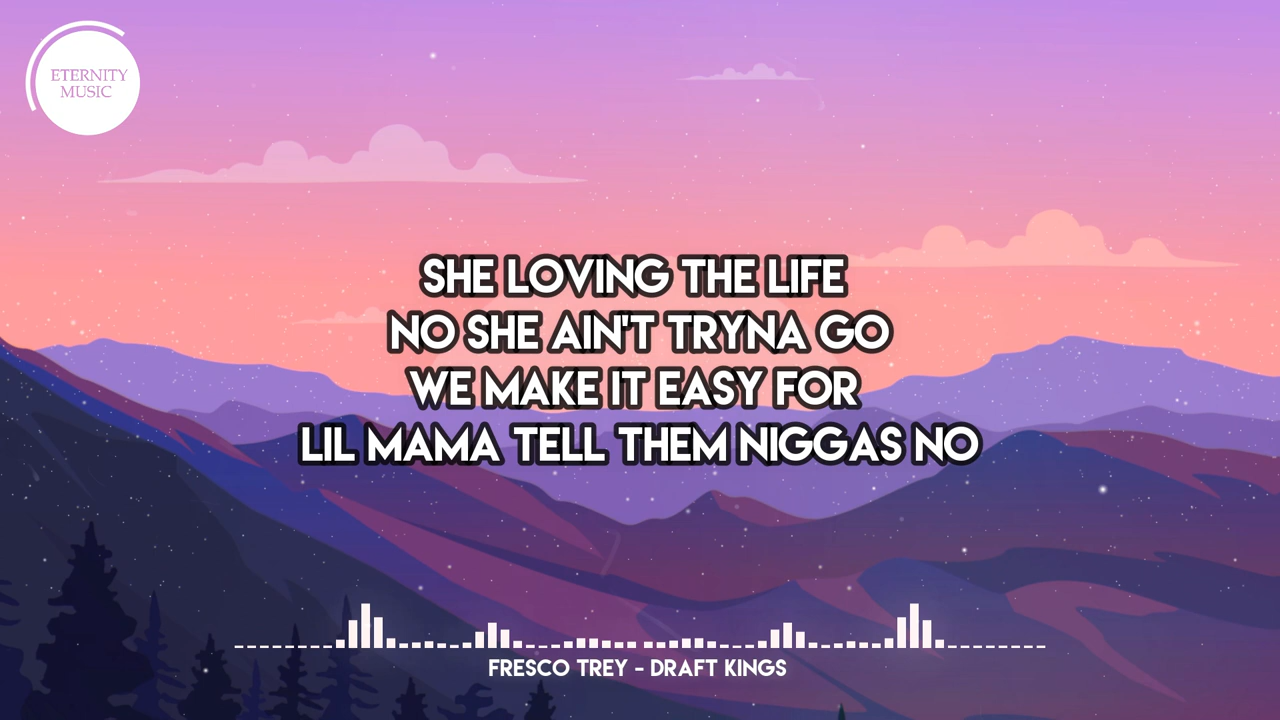 ETERNITY
MUSIC
SHE LOVING THE LIFE
NO SHE AIN'T TRYNA GO
WE MAKE IT EASY FOR
LIL MAMA TELL THEM NIGGAS NO
FRESCO TREY - DRAFT KINGS